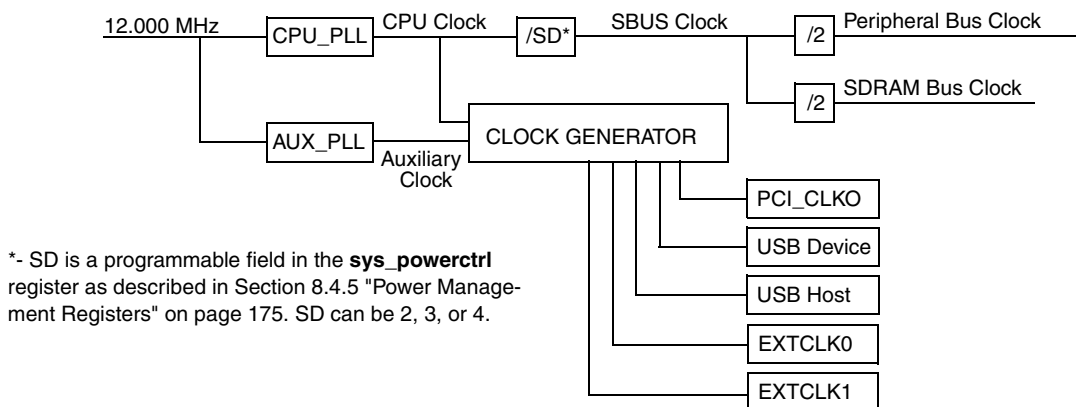 12.000 MHz
CPU_PLL
CPU Clock
/SD*
SBUS Clock
/2
Peripheral Bus Clock
/2
SDRAM Bus Clock
AUX_PLL
Auxiliary
Clock
CLOCK GENERATOR
PCI_CLKO
USB Device
USB Host
EXTCLK0
EXTCLK1
*- SD is a programmable field in the sys_powerctrl
register as described in Section 8.4.5 "Power Manage-
ment Registers" on page 175. SD can be 2, 3, or 4.